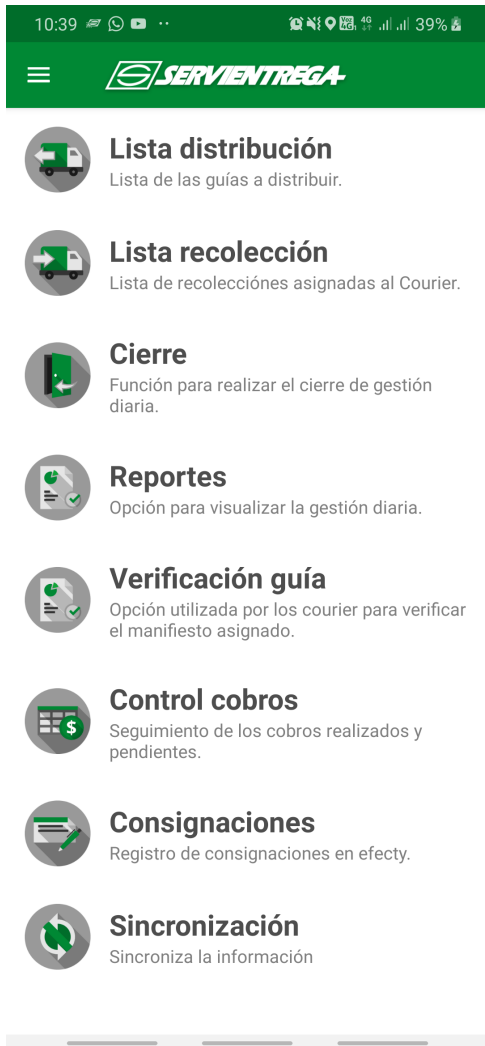 10:39
4G
39%
SERVIENTREGA
Lista distribución
Lista de las guías a distribuir.
Lista recolección
Lista de recolecciónes asignadas al Courier.
Cierre
Función para realizar el cierre de gestión
diaria.
Reportes
Opción para visualizar la gestión diaria.
Verificación guía
Opción utilizada por los courier para verificar
el manifiesto asignado.
Control cobros
Seguimiento de los cobros realizados y
pendientes.
$
Consignaciones
Registro de consignaciones en efecty.
Sincronización
Sincroniza la información